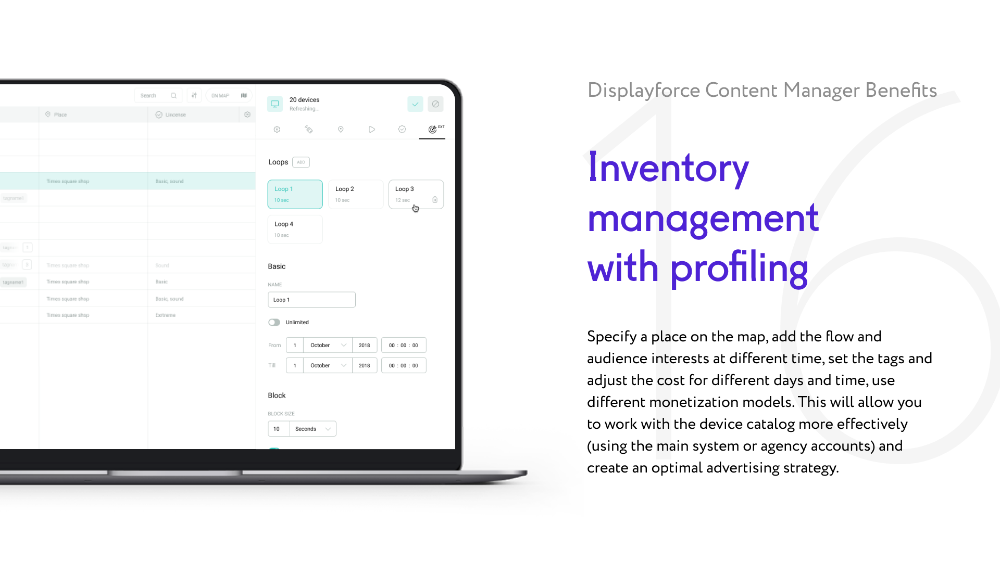 Search
ON MAP
Place
Lincense
Times square shop
Basic, sound
tagname1
tagna
1
tagna
3
Times square shop
Sound
tagname1
Times square shop
Basic
Times square shop
Basic, sound
Times square shop
Exrtneme
20 devices
Refreshing...
EXT
Loops
ADD
Loop 1
10 sec
Loop 2
10 sec
Loop 3
12 sec
Loop 4
10 sec
Basic
NAME
Loop 1
Unlimited
From
1
October
2018
00 : 00 : 00
Till
1
October
2018
00 : 00 : 00
Block
BLOCK SIZE
10
Seconds
16
Displayforce Content Manager Benefits
Inventory
management
with profiling
Specify a place on the map, add the flow and
audience interests at different time, set the tags and
adjust the cost for different days and time, use
different monetization models. This will allow you
to work with the device catalog more effectively
(using the main system or agency accounts) and
create an optimal advertising strategy.